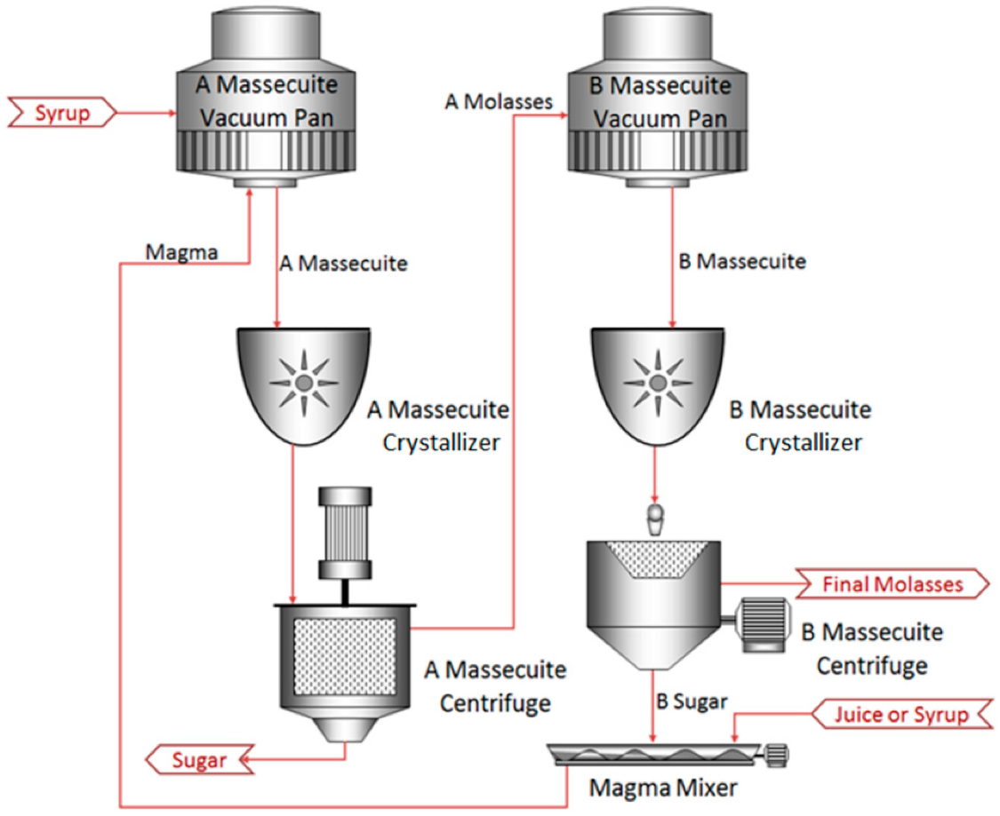 A Massecuite
Vacuum Pan
B Massecuite
Vacuum Pan
Syrup
A Molasses
Magma
A Massecuite
B Massecuite
A Massecuite
Crystallizer
B Massecuite
Crystallizer
Final Molasses
B Massecuite
Centrifuge
A Massecuite
Centrifuge
B Sugar
Juice or Syrup
Sugar
Magma Mixer